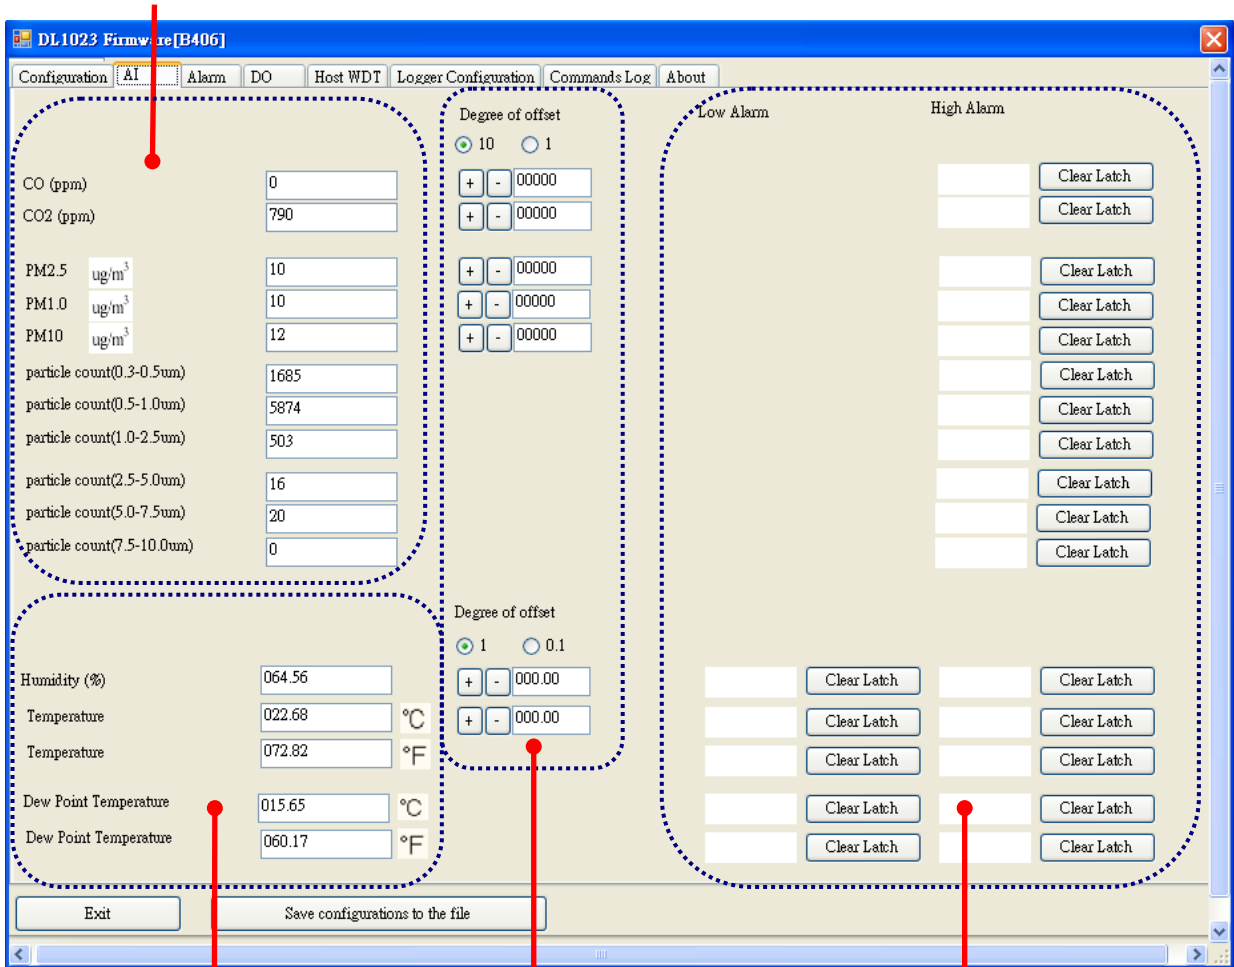 DL1023 Firmware[B406]
Configuration AI Alarm DO Host WDT Logger Configuration Commands Log About
Degree of offset Low Alarm High Alarm
10 1
CO (ppm) 0 + - 00000 Clear Latch
CO2 (ppm) 790 + - 00000 Clear Latch
PM2.5 ug/m³ 10 + - 00000 Clear Latch
PM1.0 ug/m³ 10 + - 00000 Clear Latch
PM10 ug/m³ 12 + - 00000 Clear Latch
particle count(0.3-0.5um) 1685 Clear Latch
particle count(0.5-1.0um) 5874 Clear Latch
particle count(1.0-2.5um) 503 Clear Latch
particle count(2.5-5.0um) 16 Clear Latch
particle count(5.0-7.5um) 20 Clear Latch
particle count(7.5-10.0um) 0 Clear Latch
Degree of offset
1 0.1
Humidity (%) 064.56 + - 000.00 Clear Latch Clear Latch
Temperature 022.68 °C + - 000.00 Clear Latch Clear Latch
Temperature 072.82 °F Clear Latch Clear Latch
Dew Point Temperature 015.65 °C Clear Latch Clear Latch
Dew Point Temperature 060.17 °F Clear Latch Clear Latch
Exit Save configurations to the file